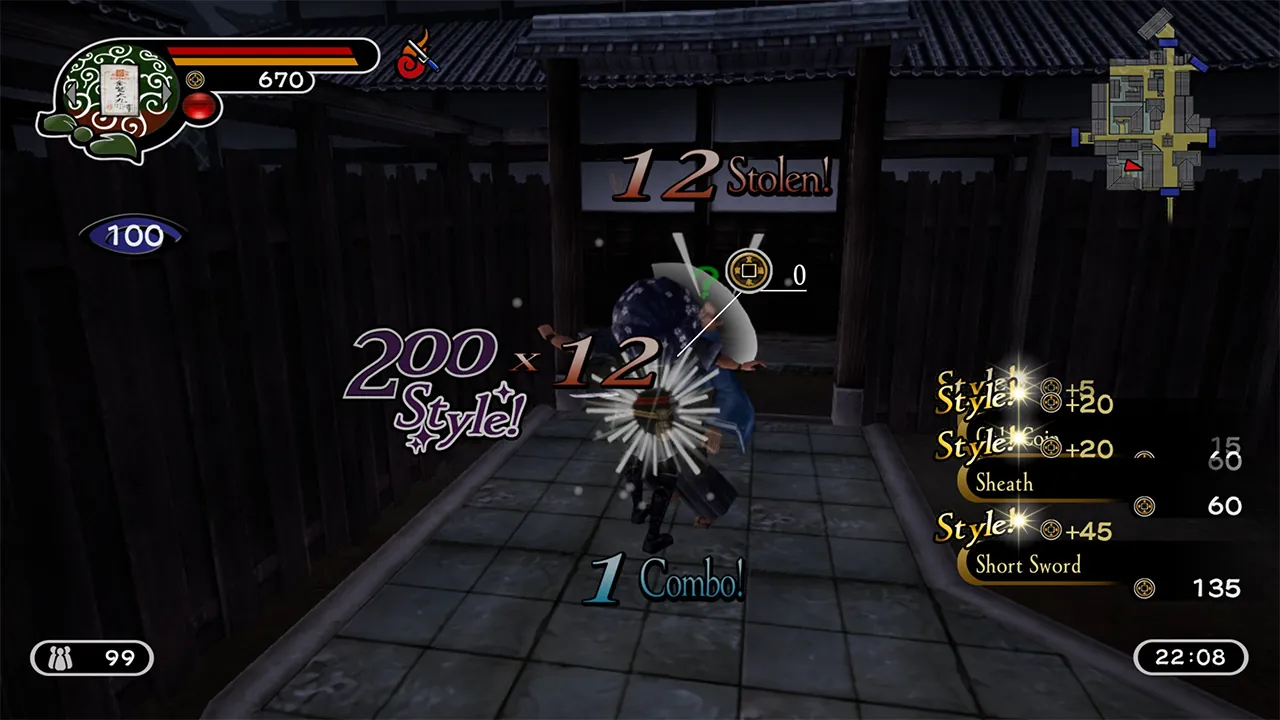 670
100
12 Stolen!
0
200 x 12
Style!
1 Combo!
Style! +5
Style! +20
15
60
Style! +20
Sheath
60
Style! +45
Short Sword
135
99
22:08